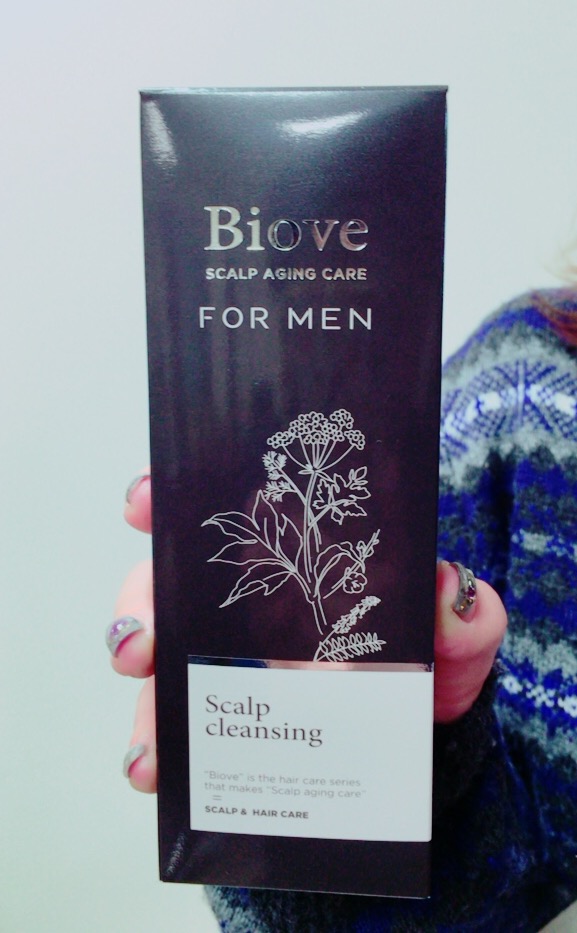 Biove
SCALP AGING CARE
FOR MEN
Scalp
cleansing
"Biove" is the hair care series
that makes "Scalp aging care"
=
SCALP & HAIR CARE